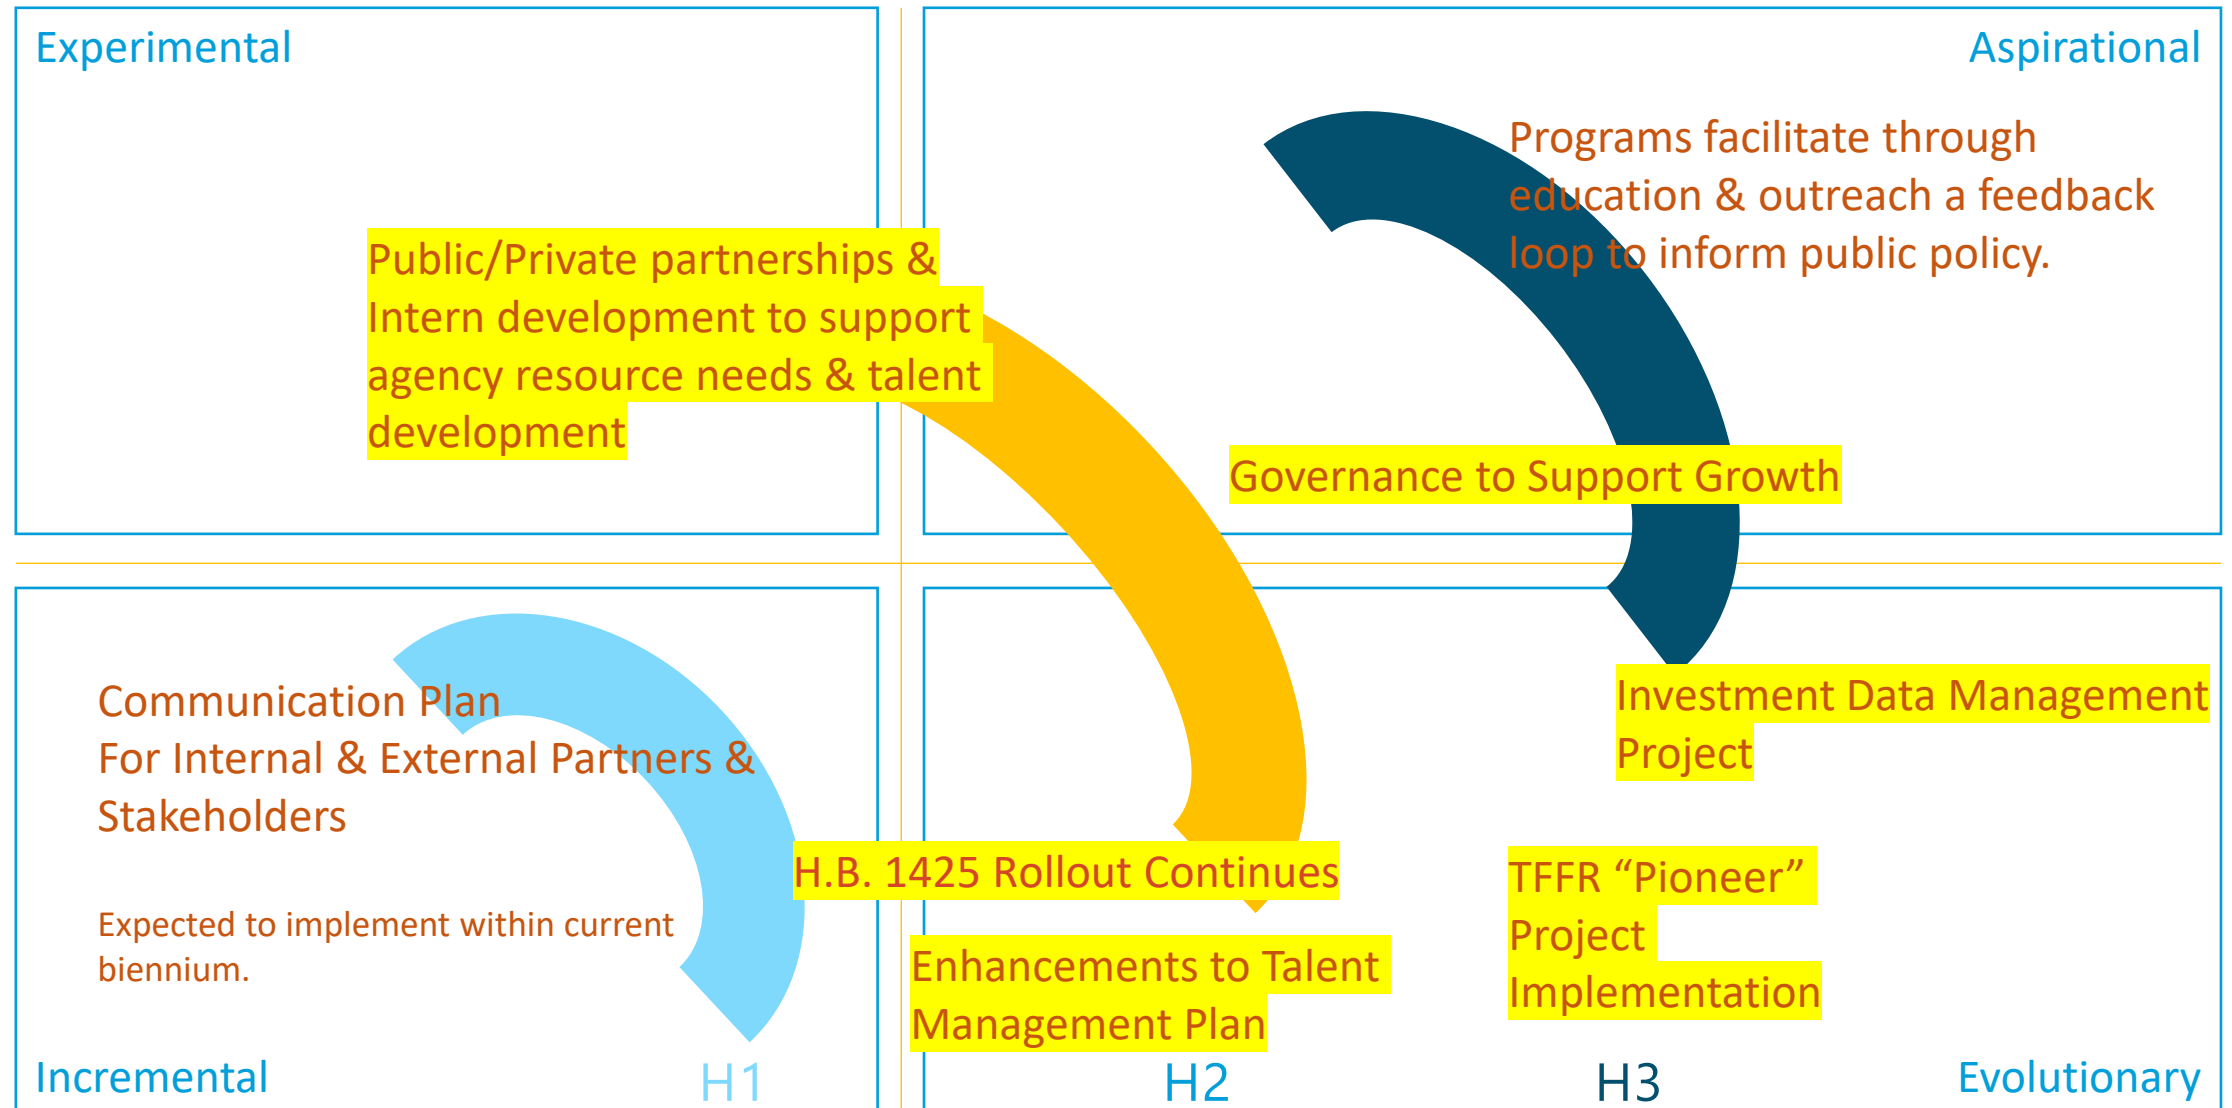 Experimental
Aspirational
Programs facilitate through
education & outreach a feedback
loop to inform public policy.
Public/Private partnerships &
Intern development to support
agency resource needs & talent
development
Governance to Support Growth
Communication Plan
For Internal & External Partners &
Stakeholders
Expected to implement within current
biennium.
Investment Data Management
Project
H.B. 1425 Rollout Continues
TFFR “Pioneer”
Project
Implementation
Enhancements to Talent
Management Plan
Incremental
H1
H2
H3
Evolutionary